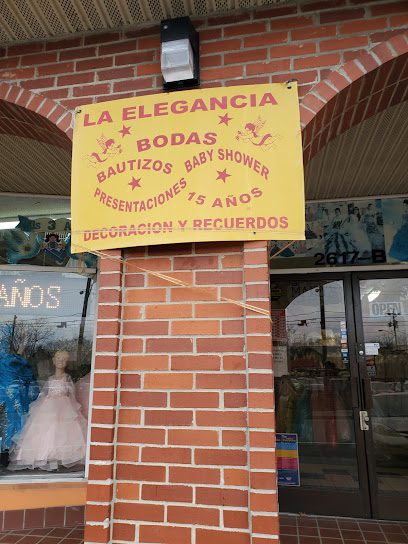 LA ELEGANCIA
BODAS
BAUTIZOS
BABY SHOWER
PRESENTACIONES
15 AÑOS
DECORACION Y RECUERDOS
2617-B
AÑOS
OPEN